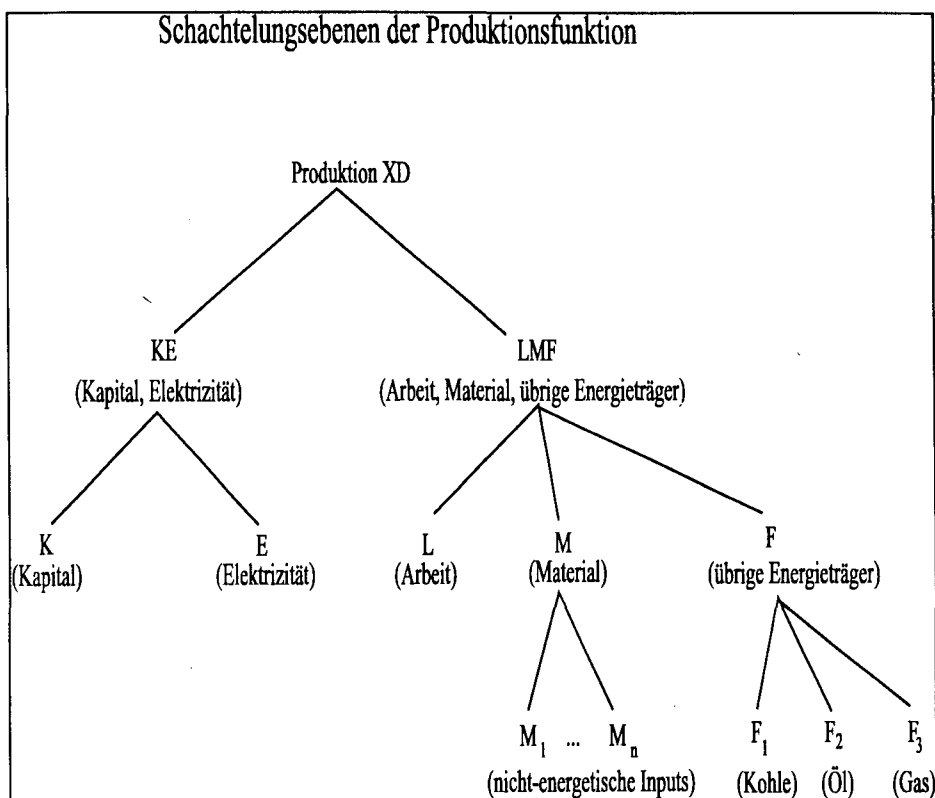 Schachtelungsebenen der Produktionsfunktion
Produktion XD
KE LMF
(Kapital, Elektrizität) (Arbeit, Material, übrige Energieträger)
K E L M F
(Kapital) (Elektrizität) (Arbeit) (Material) (übrige Energieträger)
M₁ ... Mₙ F₁ F₂ F₃
(nicht-energetische Inputs) (Kohle) (Öl) (Gas)